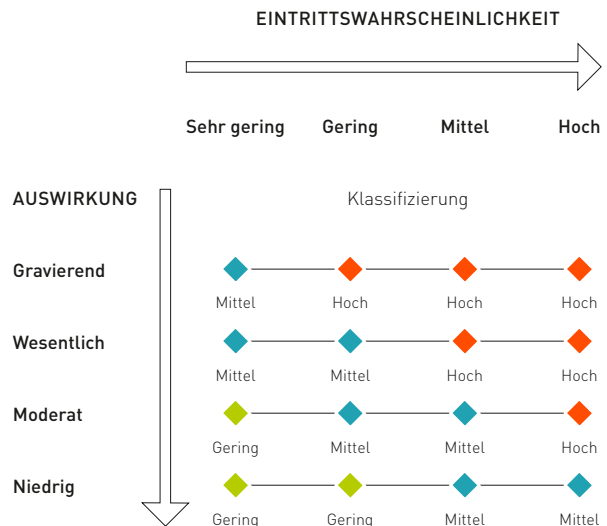 EINTRITTSWAHRSCHEINLICHKEIT
Sehr gering Gering Mittel Hoch
AUSWIRKUNG Klassifizierung
Gravierend
Mittel Hoch Hoch Hoch
Wesentlich
Mittel Mittel Hoch Hoch
Moderat
Gering Mittel Mittel Hoch
Niedrig
Gering Gering Mittel Mittel